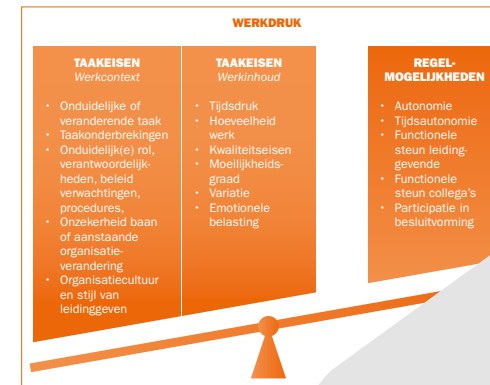 WERKDRUK
TAAKEISEN
Werkcontext
• Onduidelijke of
veranderende taak
• Taakonderbrekingen
• Onduidelijk(e) rol,
verantwoordelijk-
heden, beleid
verwachtingen,
procedures,
• Onzekerheid baan
of aanstaande
organisatie-
verandering
• Organisatiecultuur
en stijl van
leidinggeven
TAAKEISEN
Werkinhoud
• Tijdsdruk
• Hoeveelheid
werk
• Kwaliteitseisen
• Moeilijkheids-
graad
• Variatie
• Emotionele
belasting
REGEL-
MOGELIJKHEDEN
• Autonomie
• Tijdsautonomie
• Functionele
steun leiding-
gevende
• Functionele
steun collega's
• Participatie in
besluitvorming